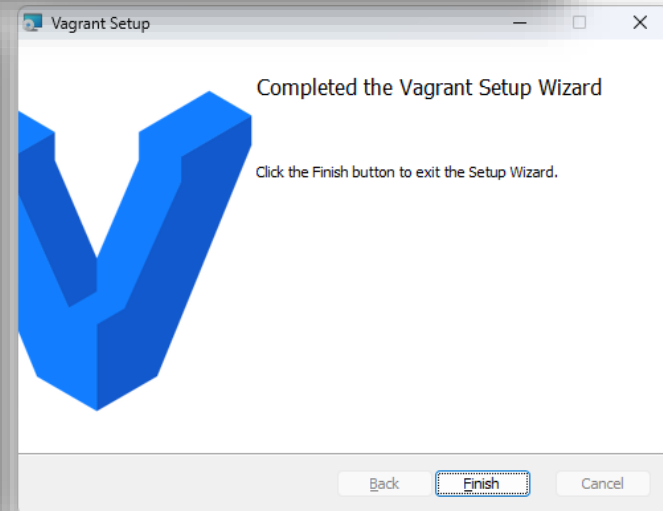 Vagrant Setup
Completed the Vagrant Setup Wizard
Click the Finish button to exit the Setup Wizard.
Back
Finish
Cancel